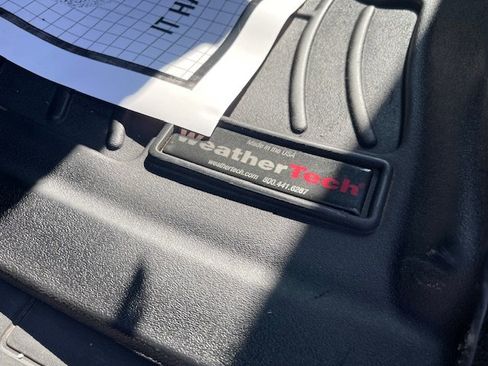 IT HA
Made in the USA
WeatherTech®
weathertech.com 800.441.6287